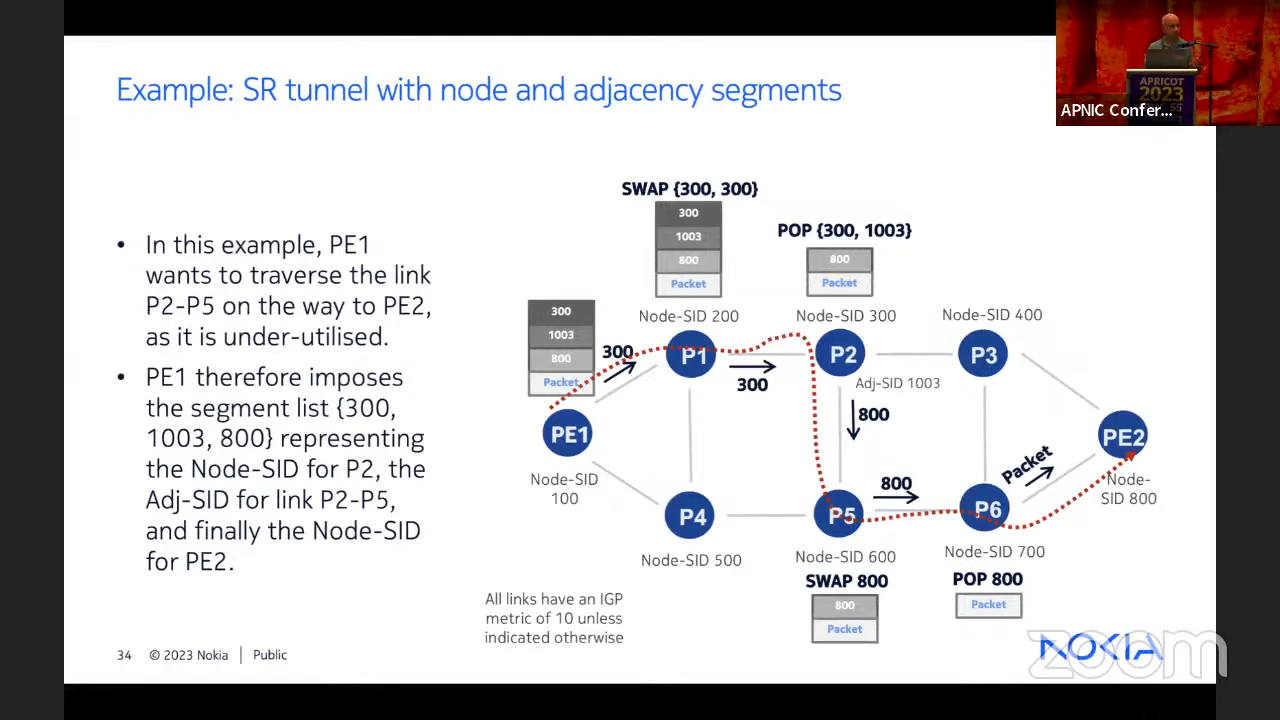 Example: SR tunnel with node and adjacency segments
APRICOT
2023
APNIC Confer...
• In this example, PE1
wants to traverse the link
P2-P5 on the way to PE2,
as it is under-utilised.
• PE1 therefore imposes
the segment list {300,
1003, 800} representing
the Node-SID for P2, the
Adj-SID for link P2-P5,
and finally the Node-SID
for PE2.
SWAP {300, 300}
300
1003
800
Packet
POP {300, 1003}
800
Packet
300
1003
800
Packet
Node-SID 200
Node-SID 300
Node-SID 400
P1
P2
P3
300
300
Adj-SID 1003
800
PE1
PE2
Node-SID
100
Node-
SID 800
Packet
800
P4
P5
P6
Node-SID 500
Node-SID 600
Node-SID 700
SWAP 800
800
Packet
POP 800
Packet
All links have an IGP
metric of 10 unless
indicated otherwise
34 © 2023 Nokia | Public
NOKIA
zoom